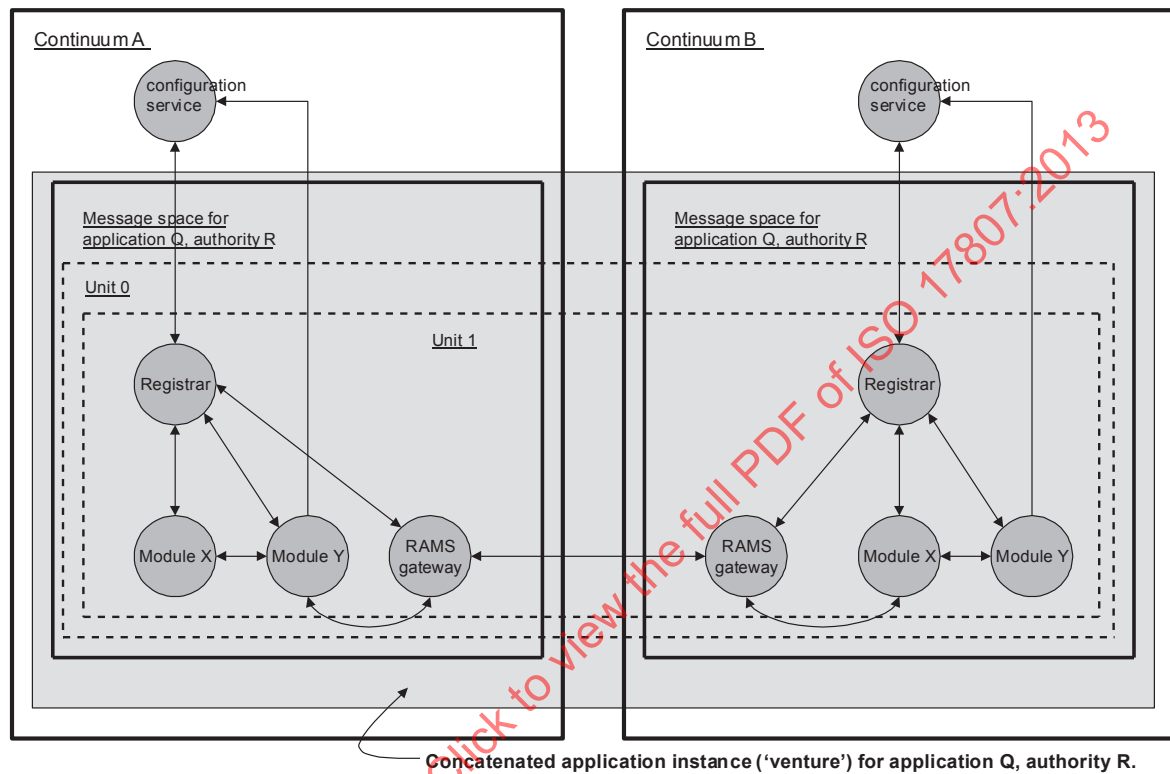 Continuum A
configuration
service
Message space for
application Q, authority R
Unit 0
Unit 1
Registrar
Module X
Module Y
RAMS
gateway
Continuum B
configuration
service
Message space for
application Q, authority R
Registrar
RAMS
gateway
Module X
Module Y
Concatenated application instance (‘venture’) for application Q, authority R.
Click to view the full PDF of ISO 17807:2013